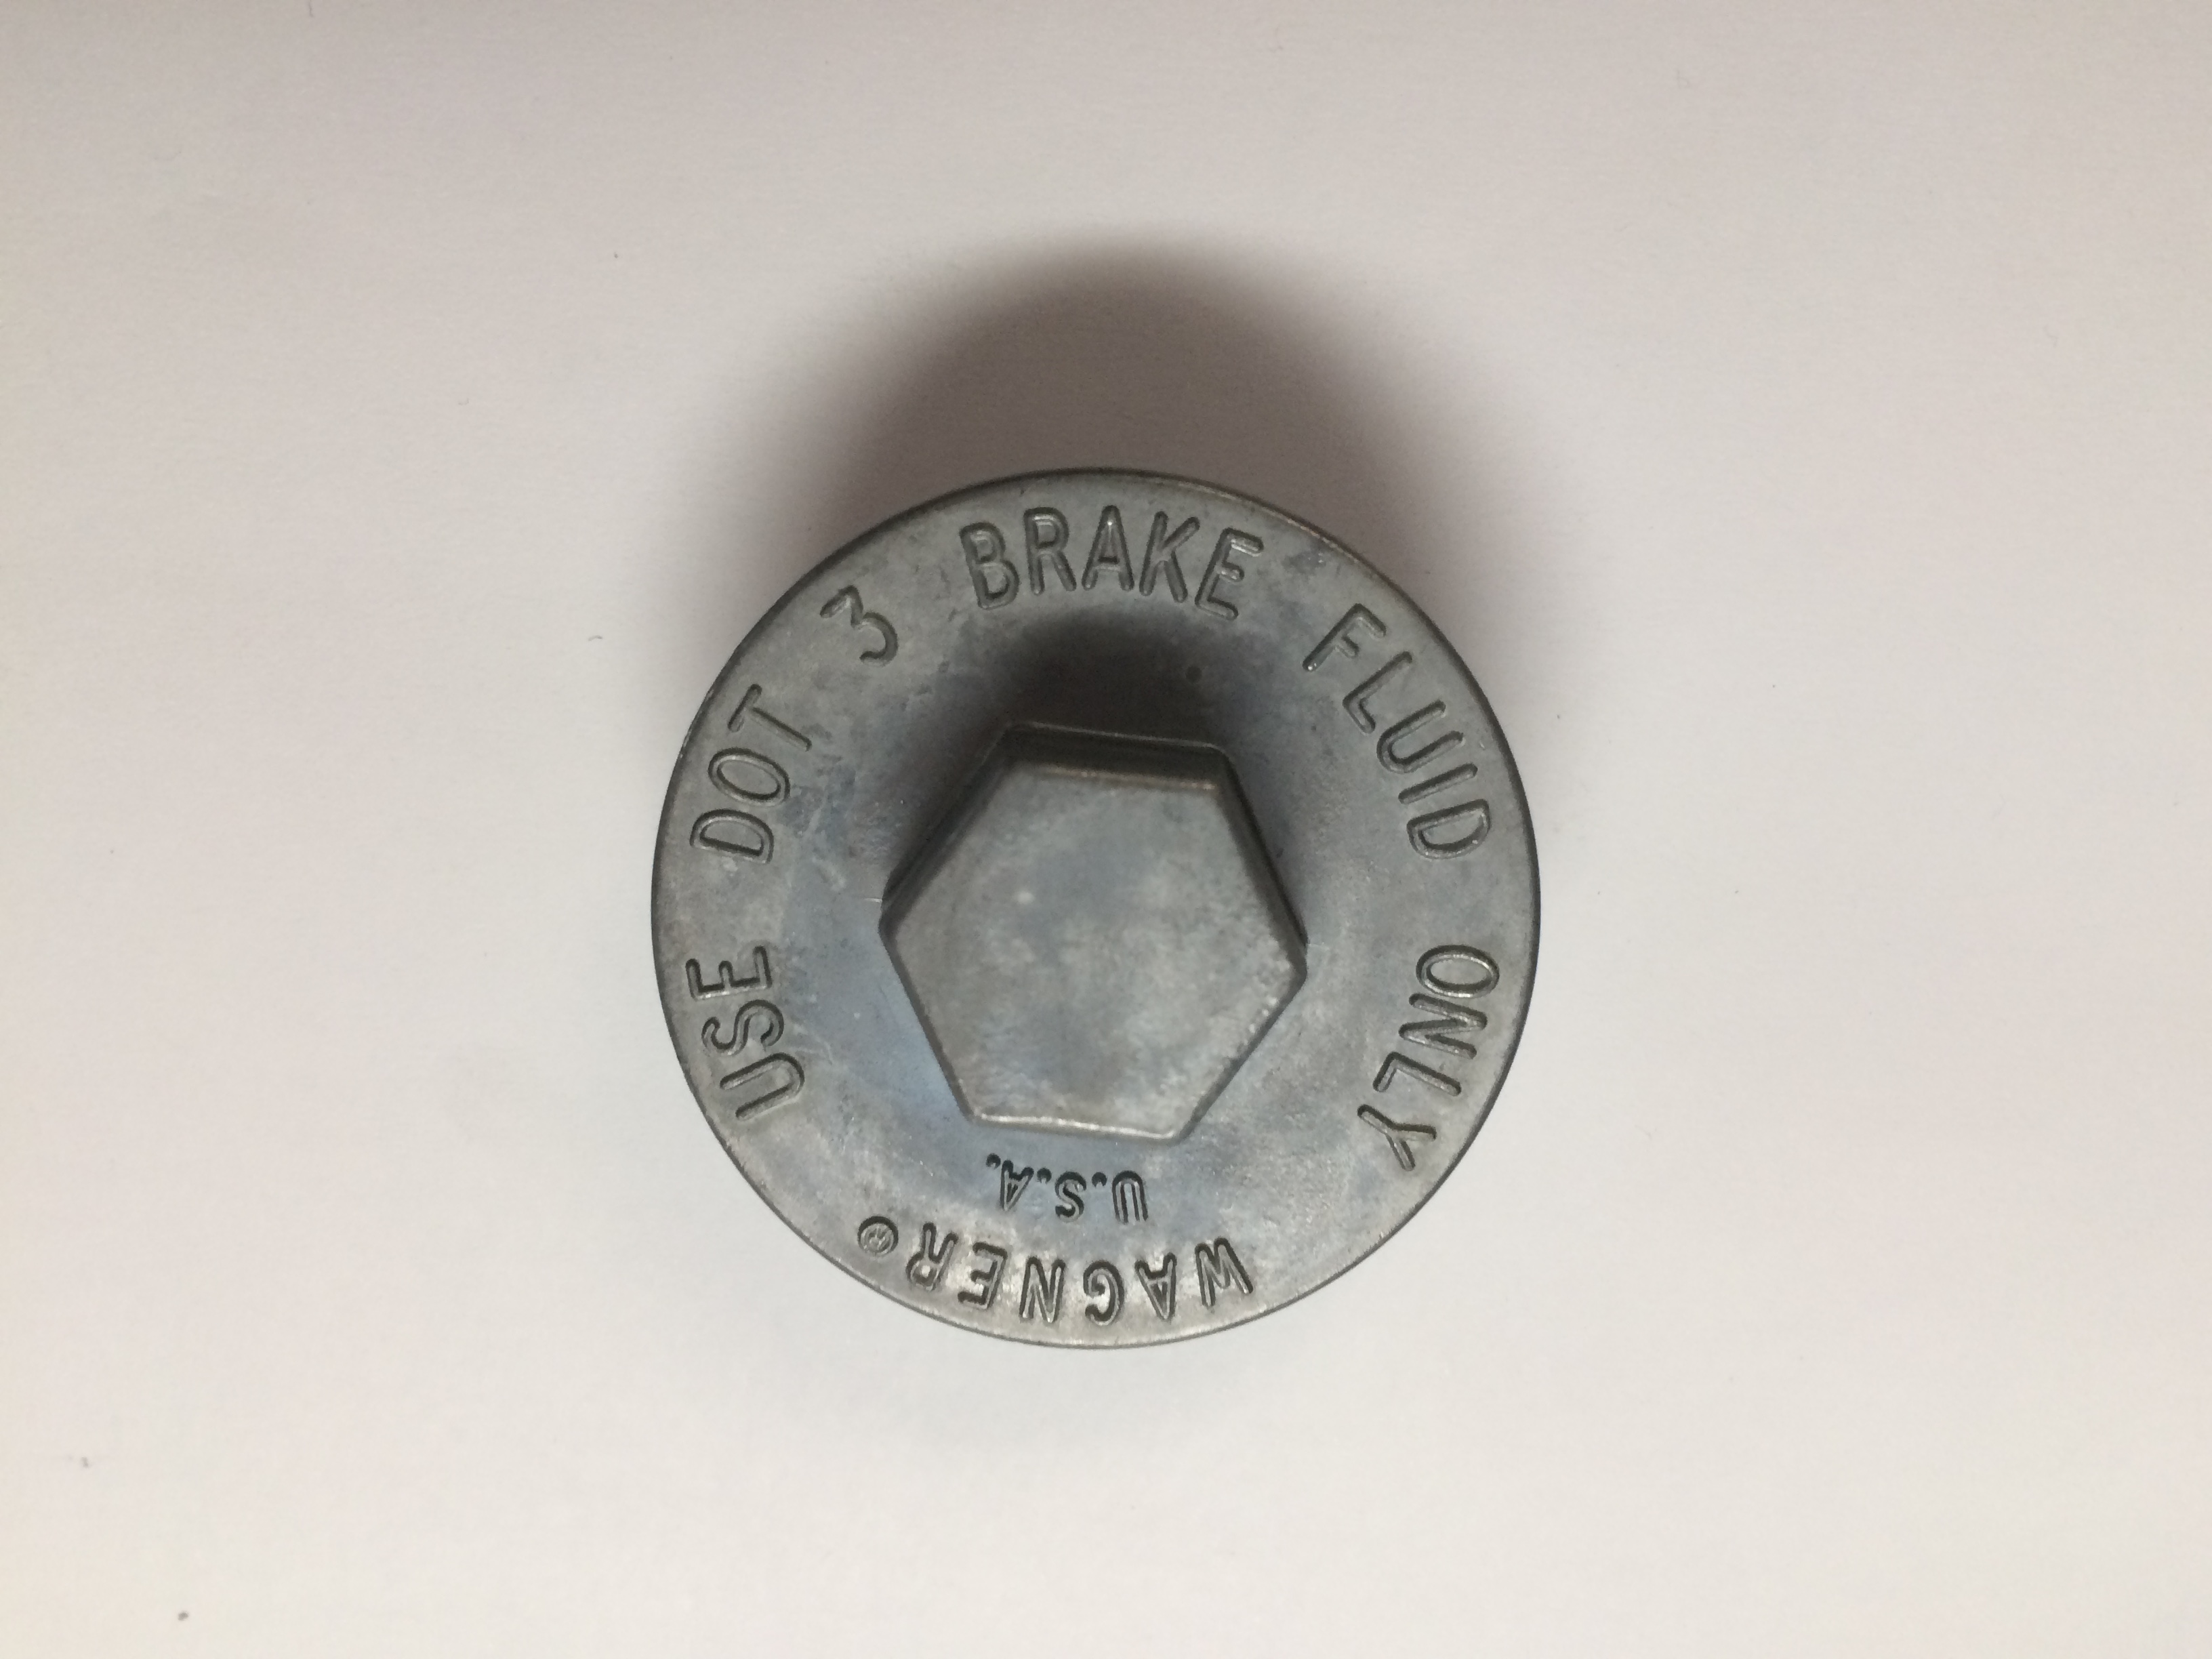 USE DOT 3 BRAKE FLUID ONLY
WAGNER®
U.S.A.